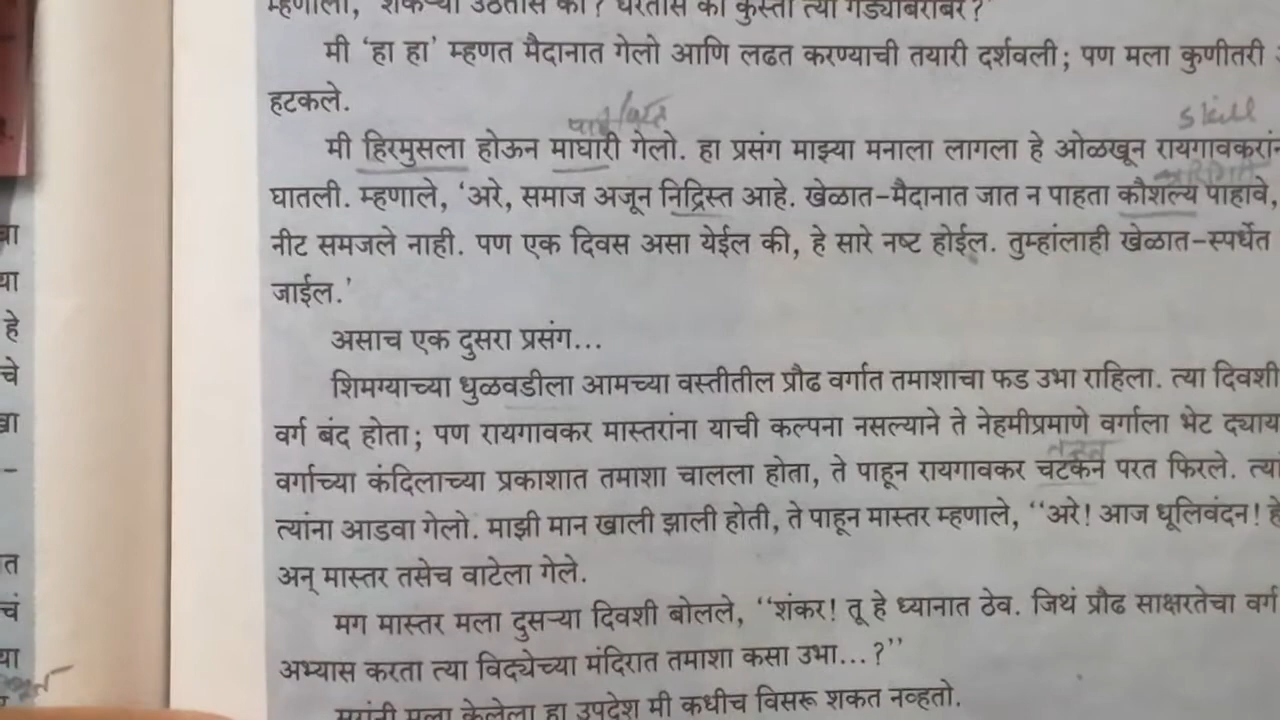 म्हणाला, 'शंकऱ्या उठतोस का? धरतोस का कुस्ती त्या गड्याबरोबर?'
मी 'हा हा' म्हणत मैदानात गेलो आणि लढत करण्याची तयारी दर्शवली; पण मला कुणीतरी
हटकले.
skill
मी हिरमुसला होऊन माघारी गेलो. हा प्रसंग माझ्या मनाला लागला हे ओळखून रायगावकरांन
घातली. म्हणाले, 'अरे, समाज अजून निद्रिस्त आहे. खेळात-मैदानात जात न पाहता कौशल्य पाहावे,
नीट समजले नाही. पण एक दिवस असा येईल की, हे सारे नष्ट होईल. तुम्हांलाही खेळात-स्पर्धेत
जाईल.'
असाच एक दुसरा प्रसंग...
शिमग्याच्या धुळवडीला आमच्या वस्तीतील प्रौढ वर्गात तमाशाचा फड उभा राहिला. त्या दिवशी
वर्ग बंद होता; पण रायगावकर मास्तरांना याची कल्पना नसल्याने ते नेहमीप्रमाणे वर्गाला भेट द्याय
वर्गाच्या कंदिलाच्या प्रकाशात तमाशा चालला होता, ते पाहून रायगावकर चटकन परत फिरले. त्यां
त्यांना आडवा गेलो. माझी मान खाली झाली होती, ते पाहून मास्तर म्हणाले, "अरे! आज धूलिवंदन! हे
अन् मास्तर तसेच वाटेला गेले.
मग मास्तर मला दुसऱ्या दिवशी बोलले, "शंकर! तू हे ध्यानात ठेव. जिथं प्रौढ साक्षरतेचा वर्ग
अभ्यास करता त्या विद्येच्या मंदिरात तमाशा कसा उभा...?"
मला केलेला हा उपदेश मी कधीच विसरू शकत नव्हतो.